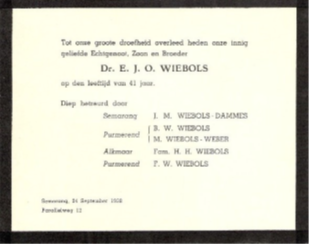 Tot onze groote droefheid overleed heden onze innig
geliefde Echtgenoot, Zoon en Broeder
Dr. E. J. O. WIEBOLS
op den leeftijd van 41 jaar.
Diep betreurd door
Semarang J. M. WIEBOLS-DAMMES
Purmerend B. W. WIEBOLS
M. WIEBOLS-WEBER
Alkmaar Fam. H. H. WIEBOLS
Purmerend P. W. WIEBOLS
Semarang, 24 September
12